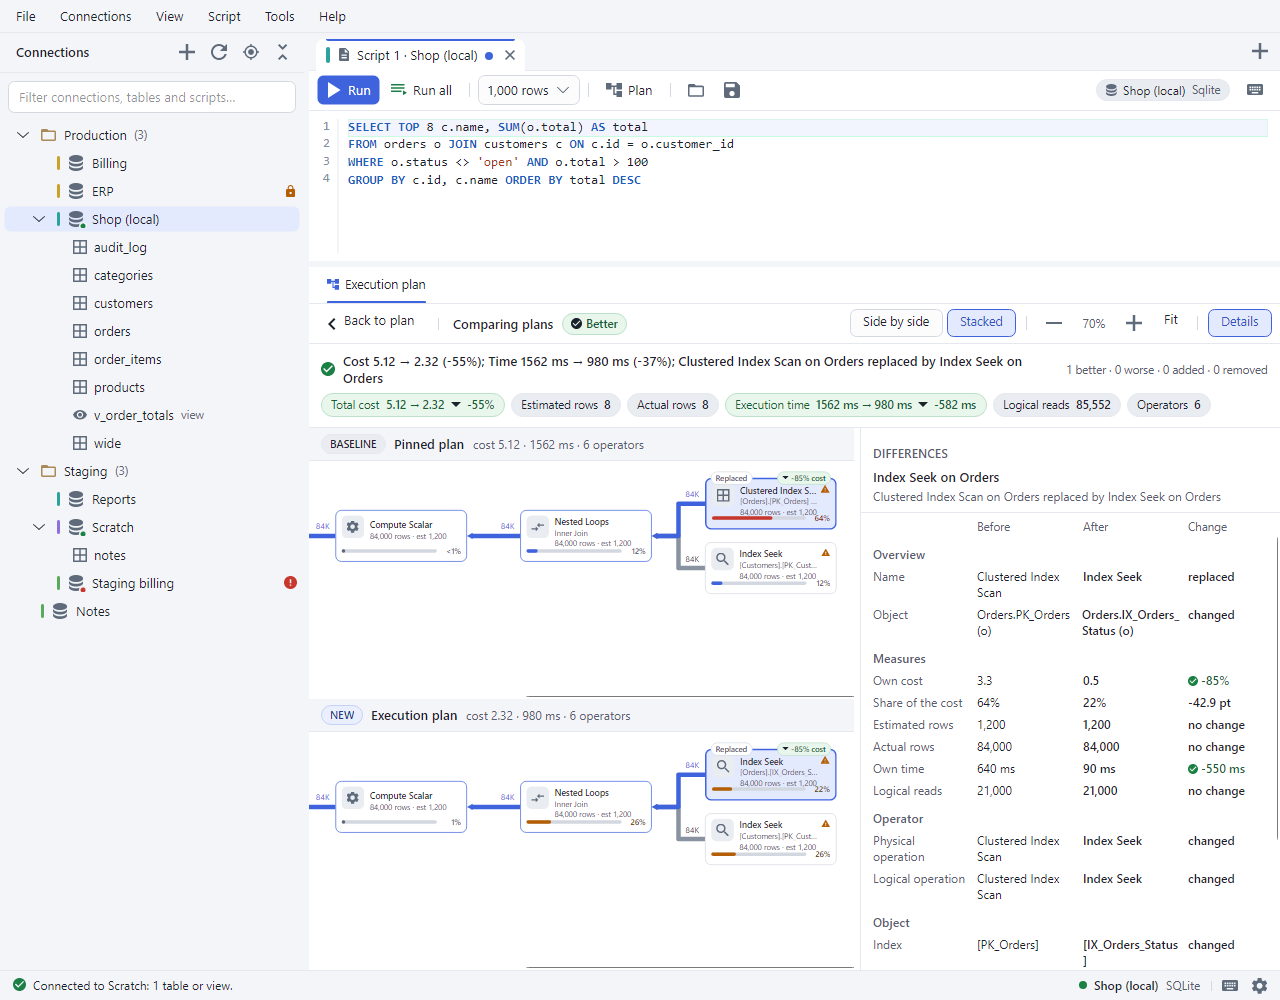 File Connections View Script Tools Help
Connections
Script 1 · Shop (local)
Filter connections, tables and scripts...
Run Run all 1,000 rows Plan Shop (local) Sqlite
Production (3)
Billing
ERP
Shop (local)
audit_log
categories
customers
orders
order_items
products
v_order_totals view
wide
Staging (3)
Reports
Scratch
notes
Staging billing
Notes
1 SELECT TOP 8 c.name, SUM(o.total) AS total
2 FROM orders o JOIN customers c ON c.id = o.customer_id
3 WHERE o.status <> 'open' AND o.total > 100
4 GROUP BY c.id, c.name ORDER BY total DESC
Execution plan
Back to plan Comparing plans Better Side by side Stacked 70% Fit Details
Cost 5.12 → 2.32 (-55%); Time 1562 ms → 980 ms (-37%); Clustered Index Scan on Orders replaced by Index Seek on
Orders
1 better · 0 worse · 0 added · 0 removed
Total cost 5.12 → 2.32 -55% Estimated rows 8 Actual rows 8 Execution time 1562 ms → 980 ms -582 ms Logical reads 85,552 Operators 6
BASELINE Pinned plan cost 5.12 · 1562 ms · 6 operators
84K
Compute Scalar
84,000 rows · est 1,200
<1%
84K
Nested Loops
Inner Join
84,000 rows · est 1,200
12%
84K
Replaced -85% cost
Clustered Index S...
[Orders].[PK_Orders] ...
84,000 rows · est 1,200
64%
84K
Index Seek
[Customers].[PK_Cust...
84,000 rows · est 1,200
12%
NEW Execution plan cost 2.32 · 980 ms · 6 operators
84K
Compute Scalar
84,000 rows · est 1,200
1%
84K
Nested Loops
Inner Join
84,000 rows · est 1,200
26%
84K
Replaced -85% cost
Index Seek
[Orders].[IX_Orders_S...
84,000 rows · est 1,200
22%
84K
Index Seek
[Customers].[PK_Cust...
84,000 rows · est 1,200
26%
DIFFERENCES
Index Seek on Orders
Clustered Index Scan on Orders replaced by Index Seek on Orders
Before After Change
Overview
Name Clustered Index Scan Index Seek replaced
Object Orders.PK_Orders (o) Orders.IX_Orders_Status (o) changed
Measures
Own cost 3.3 0.5 -85%
Share of the cost 64% 22% -42.9 pt
Estimated rows 1,200 1,200 no change
Actual rows 84,000 84,000 no change
Own time 640 ms 90 ms -550 ms
Logical reads 21,000 21,000 no change
Operator
Physical operation Clustered Index Scan Index Seek changed
Logical operation Clustered Index Scan Index Seek changed
Object
Index [PK_Orders] [IX_Orders_Status] changed
Connected to Scratch: 1 table or view.
Shop (local) SQLite